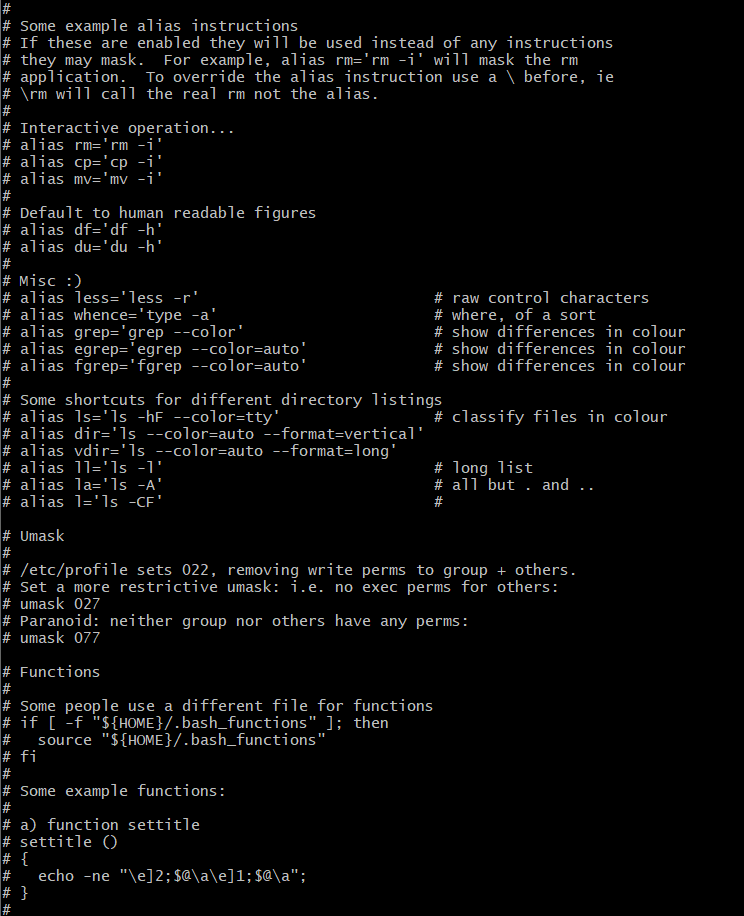 #
# Some example alias instructions
# If these are enabled they will be used instead of any instructions
# they may mask.  For example, alias rm='rm -i' will mask the rm
# application.  To override the alias instruction use a \ before, ie
# \rm will call the real rm not the alias.
#
# Interactive operation...
# alias rm='rm -i'
# alias cp='cp -i'
# alias mv='mv -i'
#
# Default to human readable figures
# alias df='df -h'
# alias du='du -h'
#
# Misc :)
# alias less='less -r'                          # raw control characters
# alias whence='type -a'                        # where, of a sort
# alias grep='grep --color'                     # show differences in colour
# alias egrep='egrep --color=auto'              # show differences in colour
# alias fgrep='fgrep --color=auto'              # show differences in colour
#
# Some shortcuts for different directory listings
# alias ls='ls -hF --color=tty'                 # classify files in colour
# alias dir='ls --color=auto --format=vertical'
# alias vdir='ls --color=auto --format=long'
# alias ll='ls -l'                              # long list
# alias la='ls -A'                              # all but . and ..
# alias l='ls -CF'                              #

# Umask
#
# /etc/profile sets 022, removing write perms to group + others.
# Set a more restrictive umask: i.e. no exec perms for others:
# umask 027
# Paranoid: neither group nor others have any perms:
# umask 077

# Functions
#
# Some people use a different file for functions
# if [ -f "${HOME}/.bash_functions" ]; then
#   source "${HOME}/.bash_functions"
# fi
#
# Some example functions:
#
# a) function settitle
# settitle ()
# {
#   echo -ne "\e]2;$@\a\e]1;$@\a";
# }
#